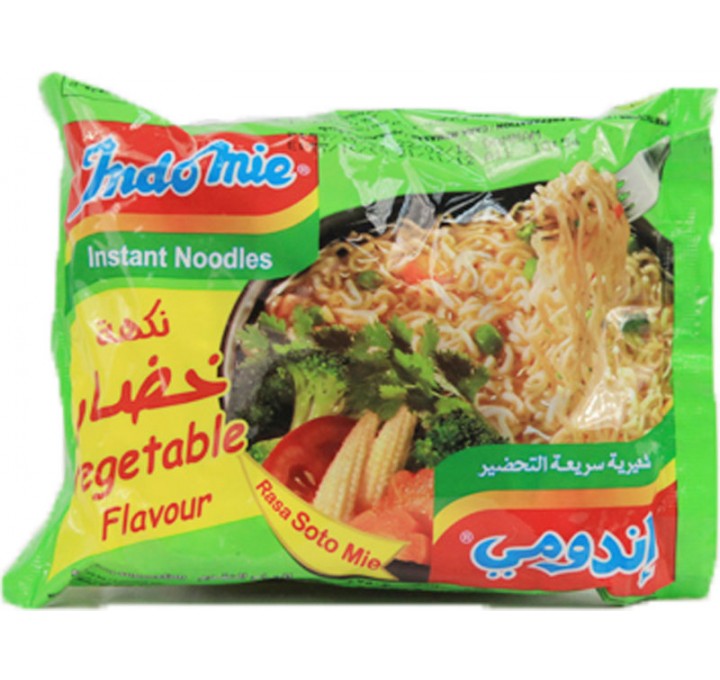 Indomie®
Instant Noodles
نكهة
خضار
Vegetable
Flavour
Rasa Soto Mie
شعيرية سريعة التحضير
إندومي®